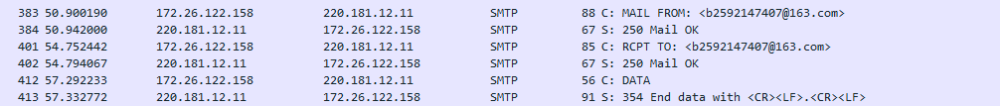 383 50.900190 172.26.122.158 220.181.12.11 SMTP 88 C: MAIL FROM: <b2592147407@163.com>
384 50.942000 220.181.12.11 172.26.122.158 SMTP 67 S: 250 Mail OK
401 54.752442 172.26.122.158 220.181.12.11 SMTP 85 C: RCPT TO: <b2592147407@163.com>
402 54.794067 220.181.12.11 172.26.122.158 SMTP 67 S: 250 Mail OK
412 57.292233 172.26.122.158 220.181.12.11 SMTP 56 C: DATA
413 57.332772 220.181.12.11 172.26.122.158 SMTP 91 S: 354 End data with <CR><LF>.<CR><LF>